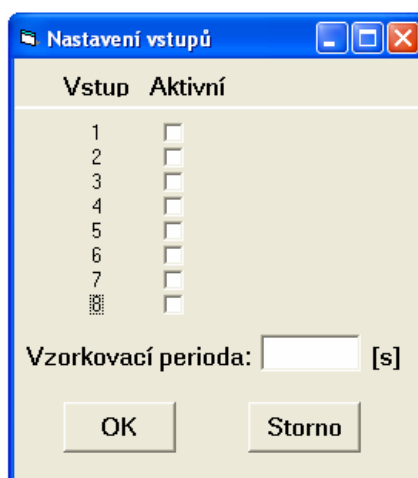 Nastavení vstupů
Vstup Aktivní
1
2
3
4
5
6
7
8
Vzorkovací perioda: [s]
OK Storno